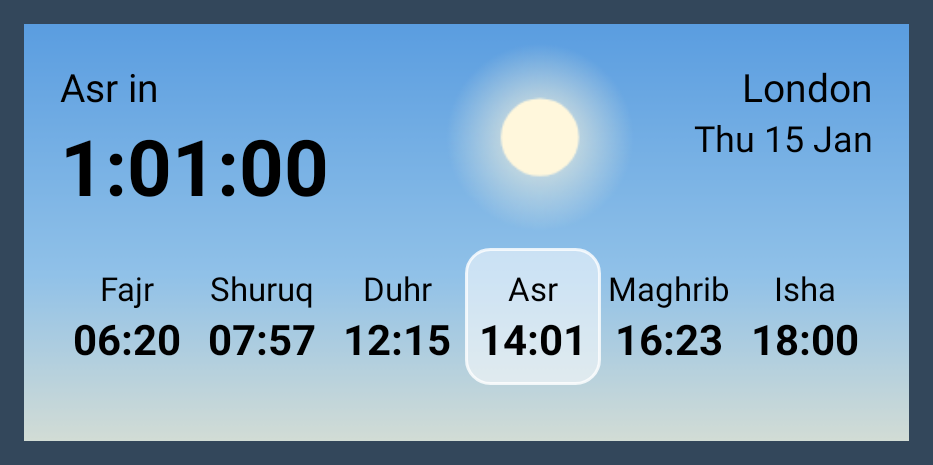 Asr in
1:01:00
London
Thu 15 Jan
Fajr Shuruq Duhr Asr Maghrib Isha
06:20 07:57 12:15 14:01 16:23 18:00